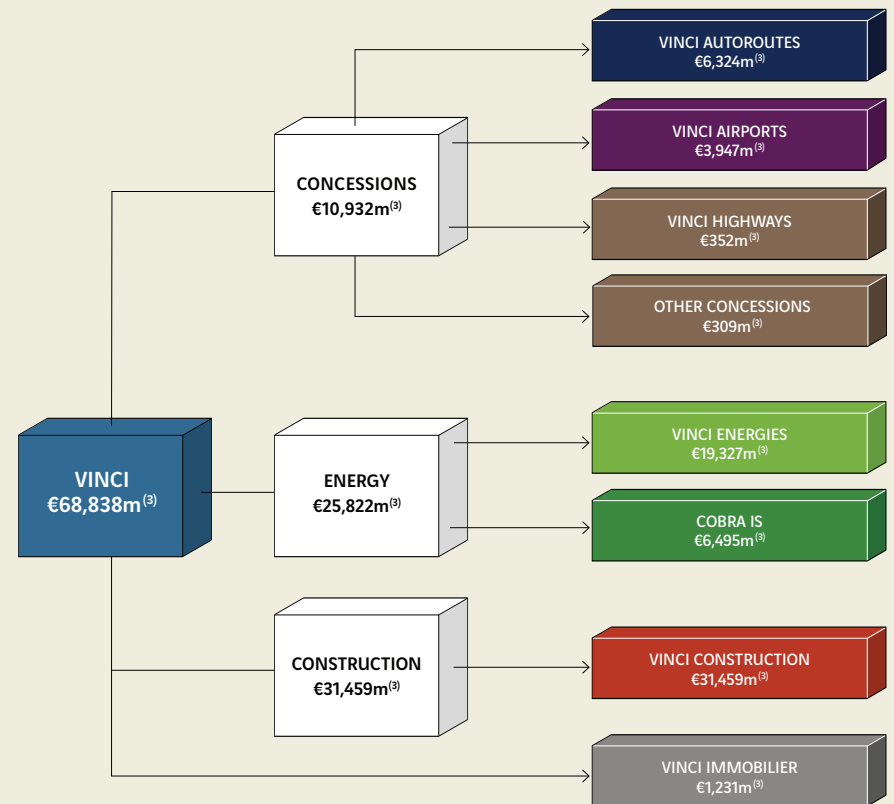 VINCI AUTOROUTES
€6,324m(3)
VINCI AIRPORTS
€3,947m(3)
CONCESSIONS
€10,932m(3)
VINCI HIGHWAYS
€352m(3)
OTHER CONCESSIONS
€309m(3)
VINCI
€68,838m(3)
ENERGY
€25,822m(3)
VINCI ENERGIES
€19,327m(3)
COBRA IS
€6,495m(3)
CONSTRUCTION
€31,459m(3)
VINCI CONSTRUCTION
€31,459m(3)
VINCI IMMOBILIER
€1,231m(3)